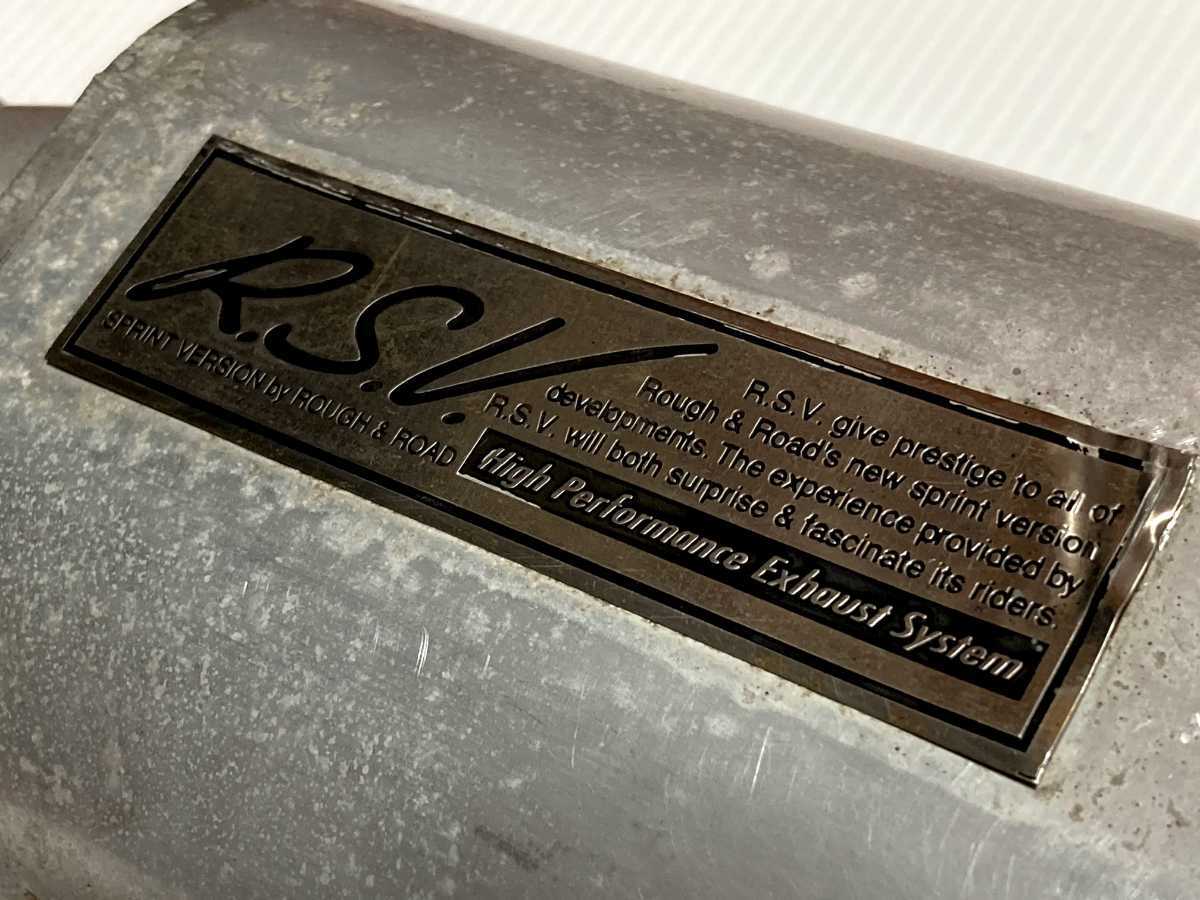 R.S.V.
SPRINT VERSION by ROUGH & ROAD
R.S.V. give prestige to all of
Rough & Road's new sprint version
developments. The experience provided by
R.S.V. will both surprise & fascinate its riders.
High Performance Exhaust System